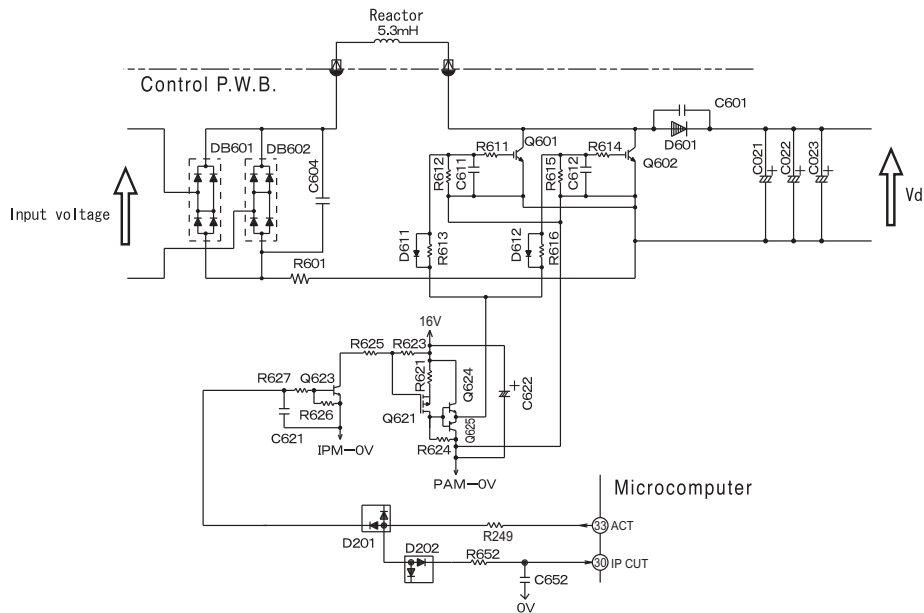 Reactor
5.3mH
Control P.W.B.
C601
DB601
DB602
C604
R611
Q601
R614
D601
Q602
R612
C611
R615
C612
C021
C022
C023
Input voltage
Vd
D611
R613
D612
R616
R601
16V
R625
R623
R627
Q623
R621
Q624
C622
R626
Q621
Q625
C621
R624
IPM-0V
PAM-0V
Microcomputer
33 ACT
D201
R249
D202
R652
30 IP CUT
C652
0V